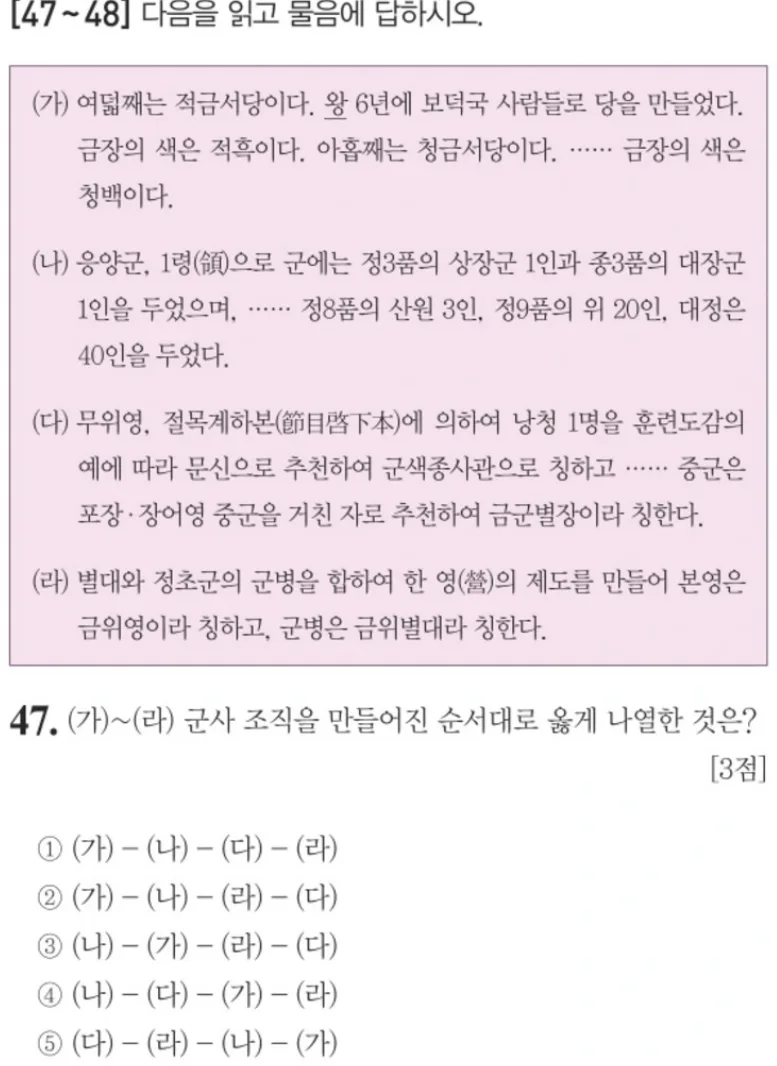 [47~48] 다음을 읽고 물음에 답하시오.
(가) 여덟째는 적금서당이다. 왕 6년에 보덕국 사람들로 당을 만들었다.
금장의 색은 적흑이다. 아홉째는 청금서당이다. …… 금장의 색은
청백이다.
(나) 응양군, 1령(領)으로 군에는 정3품의 상장군 1인과 종3품의 대장군
1인을 두었으며, …… 정8품의 산원 3인, 정9품의 위 20인, 대정은
40인을 두었다.
(다) 무위영, 절목계하본(節目啓下本)에 의하여 낭청 1명을 훈련도감의
예에 따라 문신으로 추천하여 군색종사관으로 칭하고 …… 중군은
포장·장어영 중군을 거친 자로 추천하여 금군별장이라 칭한다.
(라) 별대와 정초군의 군병을 합하여 한 영(營)의 제도를 만들어 본영은
금위영이라 칭하고, 군병은 금위별대라 칭한다.
47. (가)~(라) 군사 조직을 만들어진 순서대로 옳게 나열한 것은?
[3점]
① (가) – (나) – (다) – (라)
② (가) – (나) – (라) – (다)
③ (나) – (가) – (라) – (다)
④ (나) – (다) – (가) – (라)
⑤ (다) – (라) – (나) – (가)